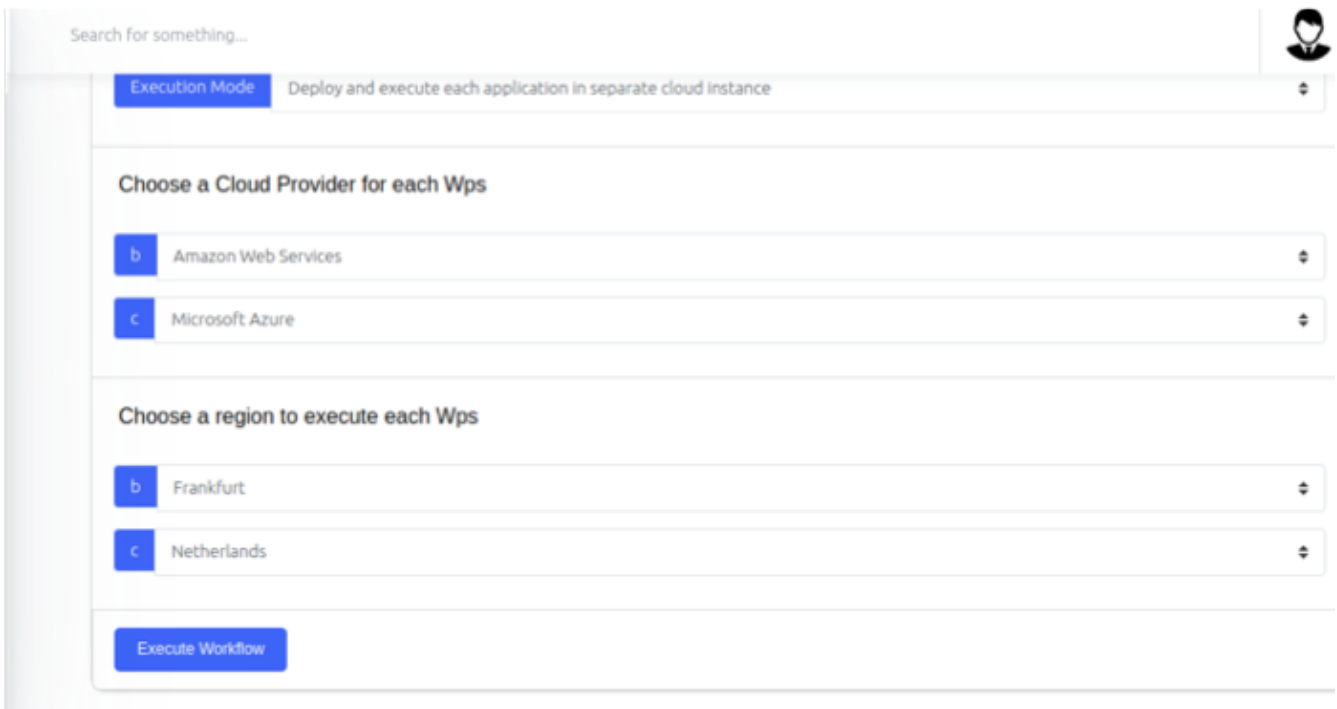 Search for something...
Execution Mode Deploy and execute each application in separate cloud instance
Choose a Cloud Provider for each Wps
b Amazon Web Services
c Microsoft Azure
Choose a region to execute each Wps
b Frankfurt
c Netherlands
Execute Workflow